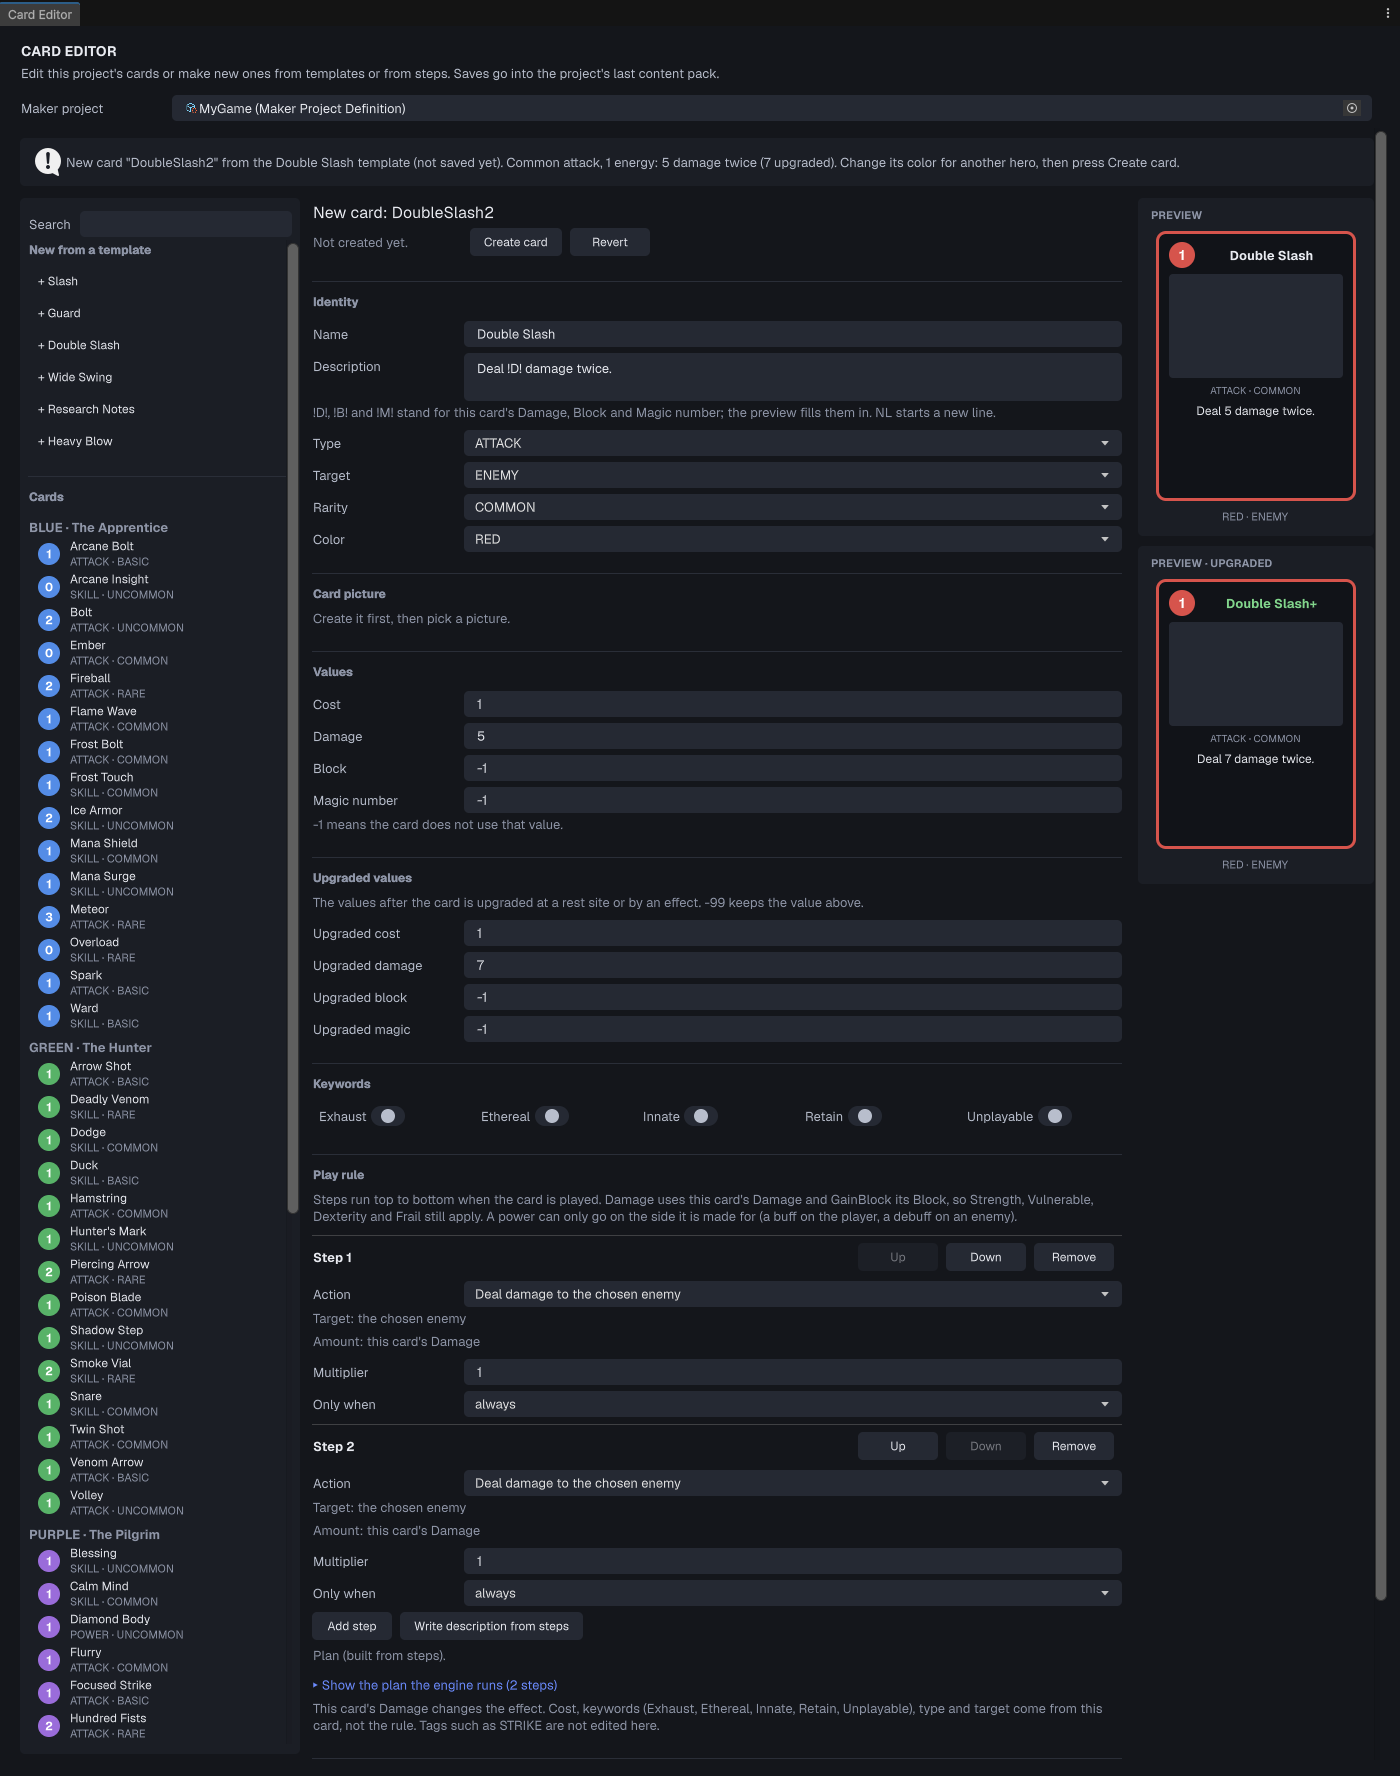 Card Editor
CARD EDITOR
Edit this project's cards or make new ones from templates or from steps. Saves go into the project's last content pack.
Maker project
MyGame (Maker Project Definition)
New card "DoubleSlash2" from the Double Slash template (not saved yet). Common attack, 1 energy: 5 damage twice (7 upgraded). Change its color for another hero, then press Create card.
Search
New from a template
+ Slash
+ Guard
+ Double Slash
+ Wide Swing
+ Research Notes
+ Heavy Blow
Cards
BLUE · The Apprentice
1
Arcane Bolt
ATTACK · BASIC
0
Arcane Insight
SKILL · UNCOMMON
2
Bolt
ATTACK · UNCOMMON
0
Ember
ATTACK · COMMON
2
Fireball
ATTACK · RARE
1
Flame Wave
ATTACK · COMMON
1
Frost Bolt
ATTACK · COMMON
1
Frost Touch
SKILL · COMMON
2
Ice Armor
SKILL · UNCOMMON
1
Mana Shield
SKILL · COMMON
1
Mana Surge
SKILL · UNCOMMON
3
Meteor
ATTACK · RARE
0
Overload
SKILL · RARE
1
Spark
ATTACK · BASIC
1
Ward
SKILL · BASIC
GREEN · The Hunter
1
Arrow Shot
ATTACK · BASIC
1
Deadly Venom
SKILL · RARE
1
Dodge
SKILL · COMMON
1
Duck
SKILL · BASIC
1
Hamstring
ATTACK · COMMON
1
Hunter's Mark
SKILL · UNCOMMON
2
Piercing Arrow
ATTACK · RARE
1
Poison Blade
ATTACK · COMMON
1
Shadow Step
SKILL · UNCOMMON
2
Smoke Vial
SKILL · RARE
1
Snare
SKILL · COMMON
1
Twin Shot
ATTACK · COMMON
1
Venom Arrow
ATTACK · BASIC
1
Volley
ATTACK · UNCOMMON
PURPLE · The Pilgrim
1
Blessing
SKILL · UNCOMMON
1
Calm Mind
SKILL · COMMON
1
Diamond Body
POWER · UNCOMMON
1
Flurry
ATTACK · COMMON
1
Focused Strike
ATTACK · BASIC
2
Hundred Fists
ATTACK · RARE
New card: DoubleSlash2
Not created yet.
Create card
Revert
Identity
Name
Double Slash
Description
Deal !D! damage twice.
!D!, !B! and !M! stand for this card's Damage, Block and Magic number; the preview fills them in. NL starts a new line.
Type
ATTACK
Target
ENEMY
Rarity
COMMON
Color
RED
Card picture
Create it first, then pick a picture.
Values
Cost
1
Damage
5
Block
-1
Magic number
-1
-1 means the card does not use that value.
Upgraded values
The values after the card is upgraded at a rest site or by an effect. -99 keeps the value above.
Upgraded cost
1
Upgraded damage
7
Upgraded block
-1
Upgraded magic
-1
Keywords
Exhaust
Ethereal
Innate
Retain
Unplayable
Play rule
Steps run top to bottom when the card is played. Damage uses this card's Damage and GainBlock its Block, so Strength, Vulnerable,
Dexterity and Frail still apply. A power can only go on the side it is made for (a buff on the player, a debuff on an enemy).
Step 1
Up
Down
Remove
Action
Deal damage to the chosen enemy
Target: the chosen enemy
Amount: this card's Damage
Multiplier
1
Only when
always
Step 2
Up
Down
Remove
Action
Deal damage to the chosen enemy
Target: the chosen enemy
Amount: this card's Damage
Multiplier
1
Only when
always
Add step
Write description from steps
Plan (built from steps).
Show the plan the engine runs (2 steps)
This card's Damage changes the effect. Cost, keywords (Exhaust, Ethereal, Innate, Retain, Unplayable), type and target come from this
card, not the rule. Tags such as STRIKE are not edited here.
PREVIEW
1
Double Slash
ATTACK · COMMON
Deal 5 damage twice.
RED · ENEMY
PREVIEW · UPGRADED
1
Double Slash+
ATTACK · COMMON
Deal 7 damage twice.
RED · ENEMY